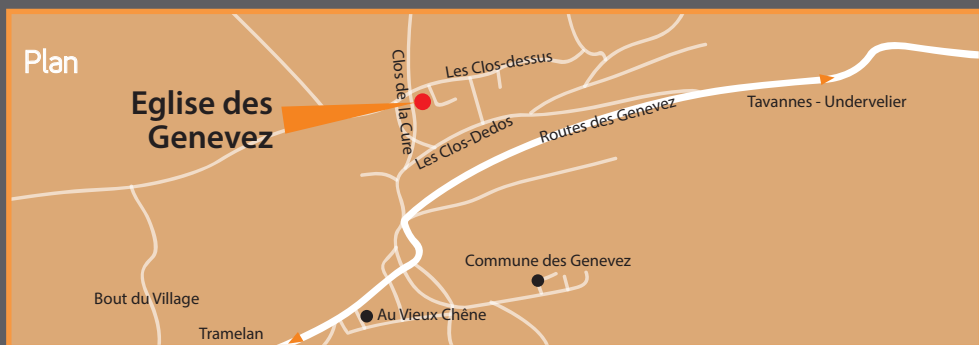 Plan
Eglise des
Genevez
Clos de la Cure
Les Clos-dessus
Les Clos-Dedos
Routes des Genevez
Tavannes - Undervelier
Commune des Genevez
Bout du Village
Au Vieux Chêne
Tramelan